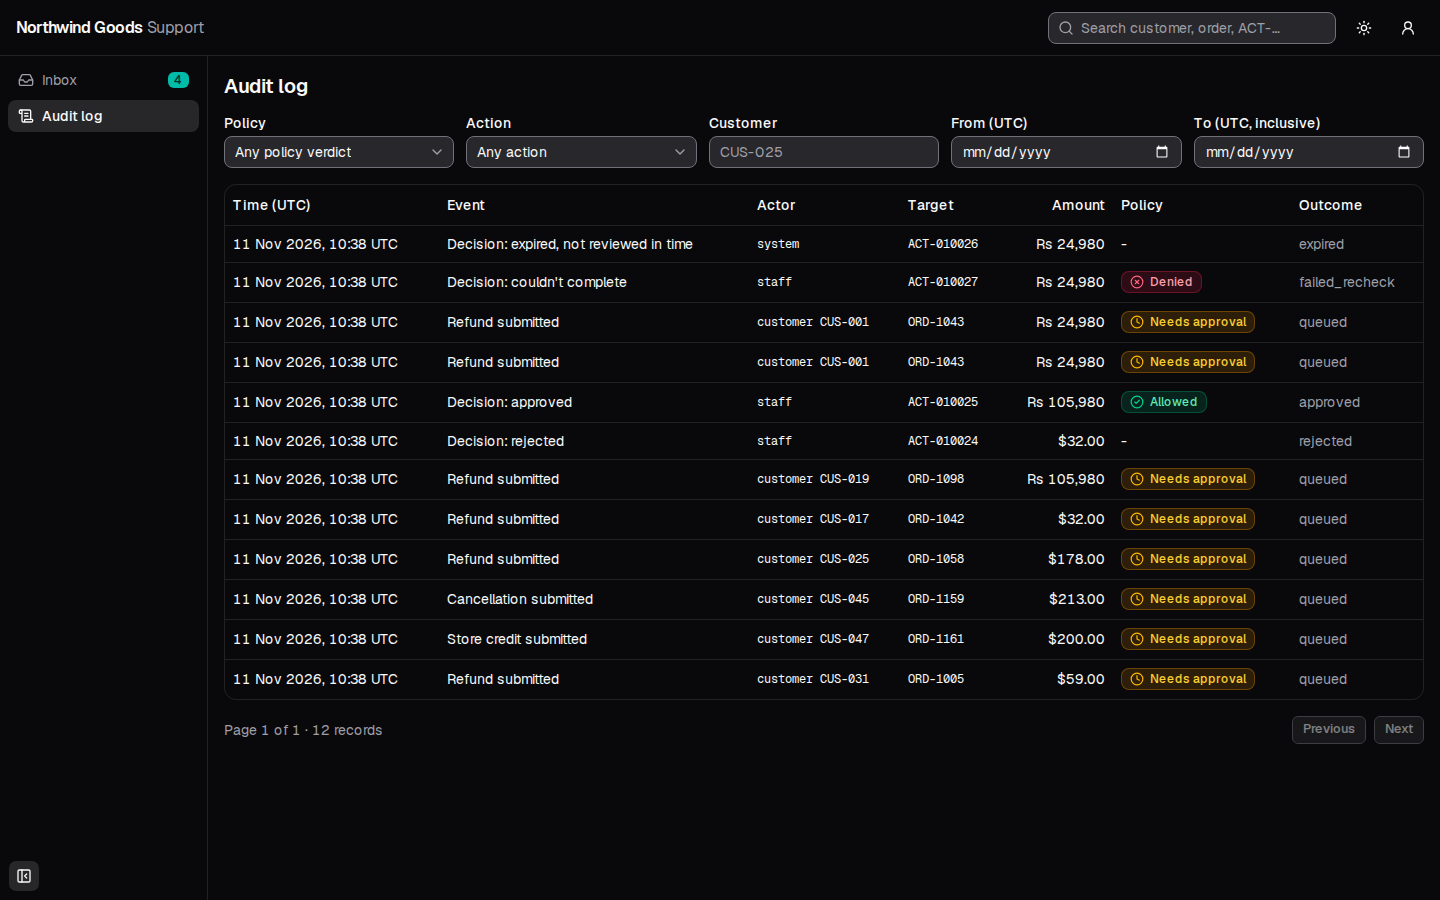 Northwind Goods Support
Search customer, order, ACT-...
Inbox 4
Audit log
Audit log
Policy Action Customer From (UTC) To (UTC, inclusive)
Any policy verdict Any action CUS-025 mm/dd/yyyy mm/dd/yyyy
Time (UTC) Event Actor Target Amount Policy Outcome
11 Nov 2026, 10:38 UTC Decision: expired, not reviewed in time system ACT-010026 Rs 24,980 - expired
11 Nov 2026, 10:38 UTC Decision: couldn't complete staff ACT-010027 Rs 24,980 Denied failed_recheck
11 Nov 2026, 10:38 UTC Refund submitted customer CUS-001 ORD-1043 Rs 24,980 Needs approval queued
11 Nov 2026, 10:38 UTC Refund submitted customer CUS-001 ORD-1043 Rs 24,980 Needs approval queued
11 Nov 2026, 10:38 UTC Decision: approved staff ACT-010025 Rs 105,980 Allowed approved
11 Nov 2026, 10:38 UTC Decision: rejected staff ACT-010024 $32.00 - rejected
11 Nov 2026, 10:38 UTC Refund submitted customer CUS-019 ORD-1098 Rs 105,980 Needs approval queued
11 Nov 2026, 10:38 UTC Refund submitted customer CUS-017 ORD-1042 $32.00 Needs approval queued
11 Nov 2026, 10:38 UTC Refund submitted customer CUS-025 ORD-1058 $178.00 Needs approval queued
11 Nov 2026, 10:38 UTC Cancellation submitted customer CUS-045 ORD-1159 $213.00 Needs approval queued
11 Nov 2026, 10:38 UTC Store credit submitted customer CUS-047 ORD-1161 $200.00 Needs approval queued
11 Nov 2026, 10:38 UTC Refund submitted customer CUS-031 ORD-1005 $59.00 Needs approval queued
Page 1 of 1 · 12 records
Previous Next